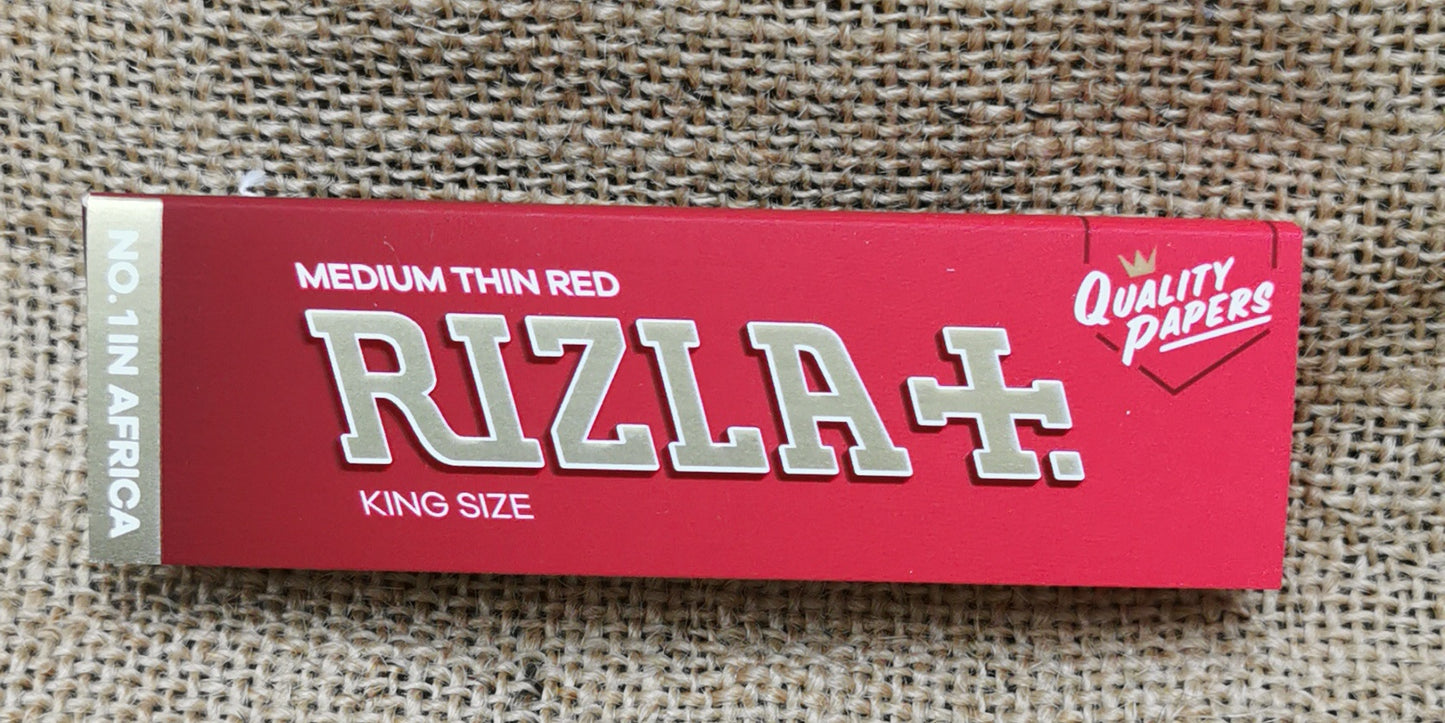 NO. 1 IN AFRICA
MEDIUM THIN RED
RIZLA+.
KING SIZE
QUALITY
PAPERS